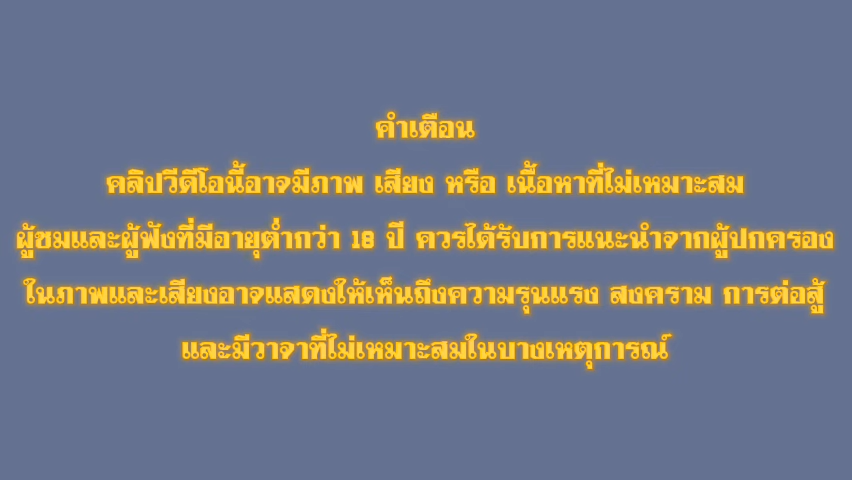 คำเตือน
คลิปวีดีโอนี้อาจมีภาพ เสียง หรือ เนื้อหาที่ไม่เหมาะสม
ผู้ชมและผู้ฟังที่มีอายุต่ำกว่า 18 ปี ควรได้รับการแนะนำจากผู้ปกครอง
ในภาพและเสียงอาจแสดงให้เห็นถึงความรุนแรง สงคราม การต่อสู้
และมีวาจาที่ไม่เหมาะสมในบางเหตุการณ์